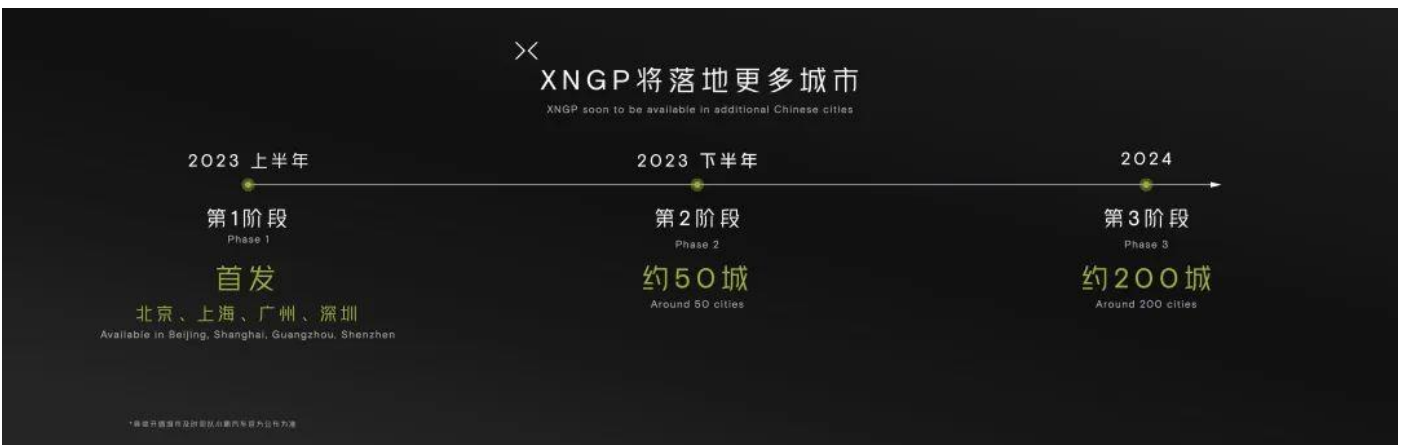 XNGP将落地更多城市
XNGP soon to be available in additional Chinese cities
2023 上半年
2023 下半年
2024
第1阶段
Phase 1
首发
北京、上海、广州、深圳
Available in Beijing, Shanghai, Guangzhou, Shenzhen
第2阶段
Phase 2
约50城
Around 50 cities
第3阶段
Phase 3
约200城
Around 200 cities